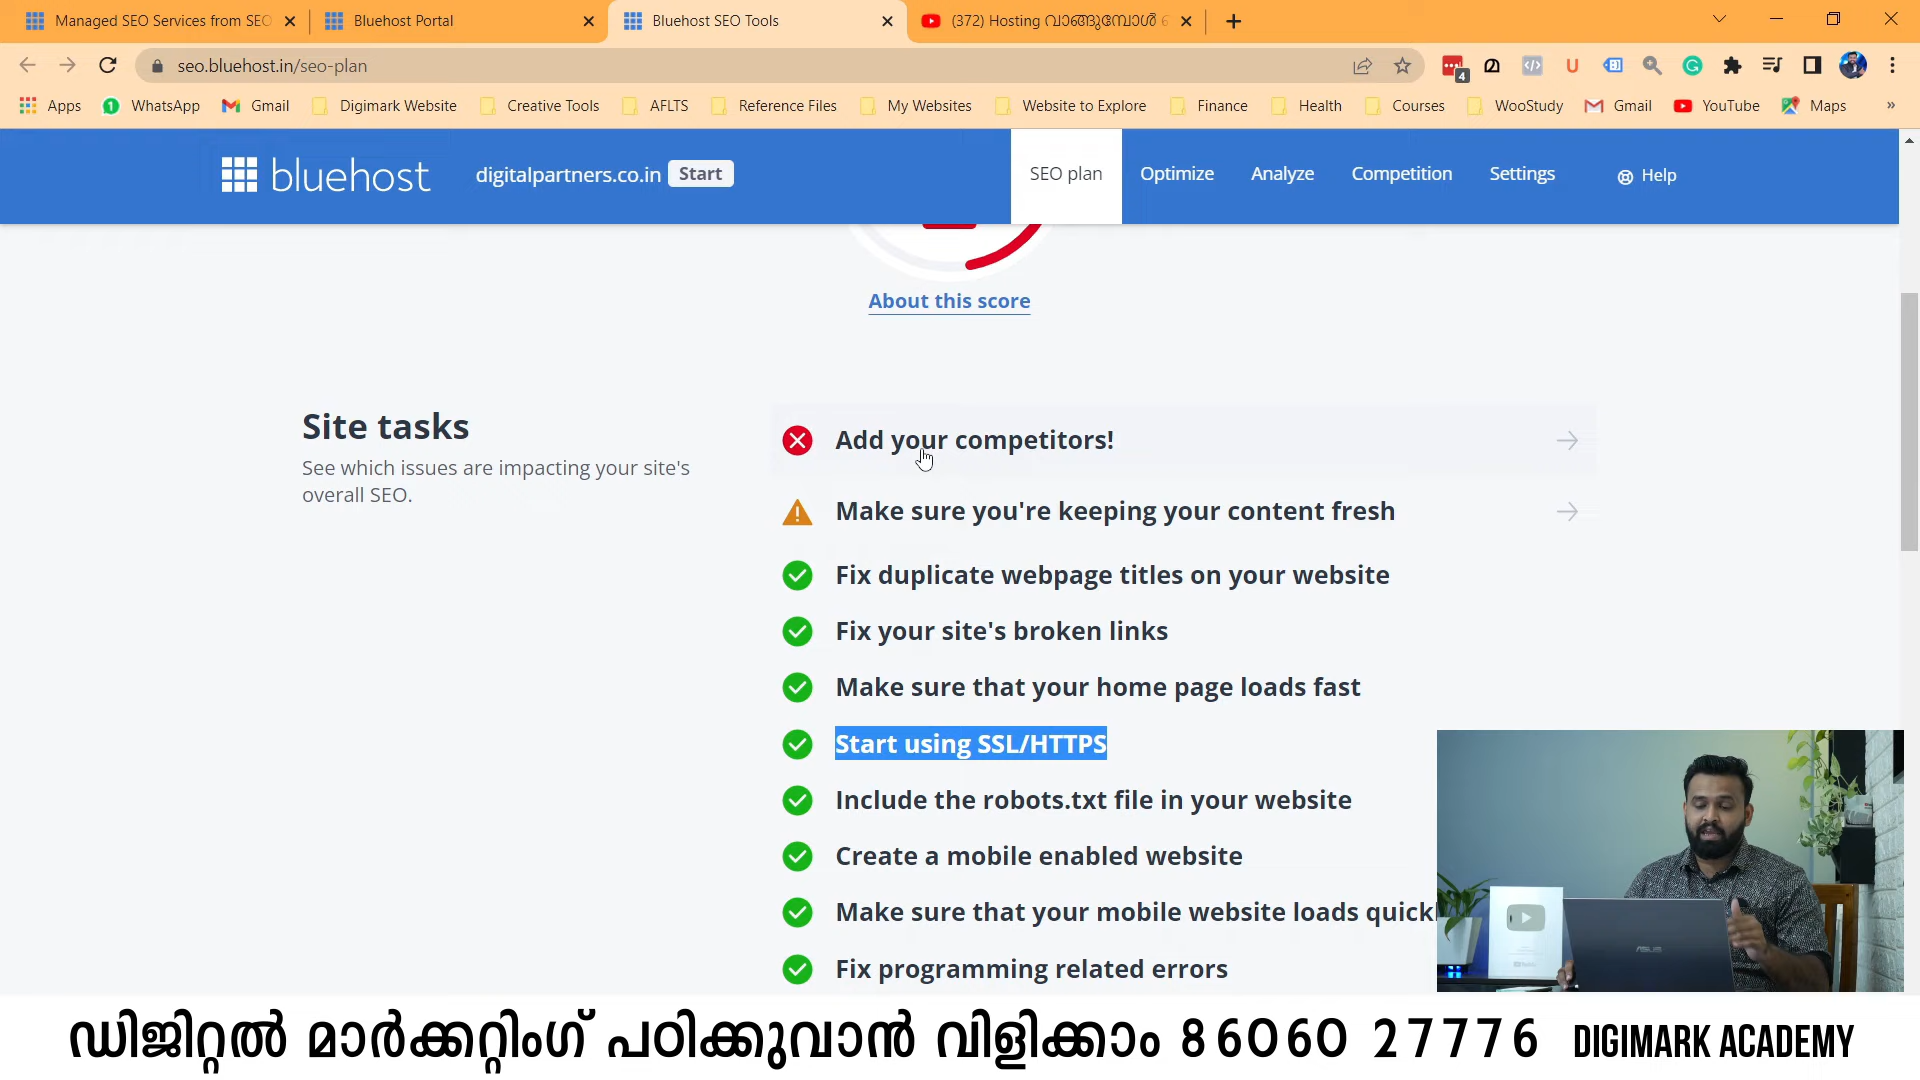 Managed SEO Services from SEO
Bluehost Portal
Bluehost SEO Tools
(372) Hosting വാങ്ങുമ്പോൾ
seo.bluehost.in/seo-plan
4
Apps
1 WhatsApp
Gmail
Digimark Website
Creative Tools
AFLTS
Reference Files
My Websites
Website to Explore
Finance
Health
Courses
WooStudy
Gmail
YouTube
Maps
»
bluehost
digitalpartners.co.in Start
SEO plan
Optimize
Analyze
Competition
Settings
Help
About this score
Site tasks
See which issues are impacting your site's
overall SEO.
Add your competitors!
Make sure you're keeping your content fresh
Fix duplicate webpage titles on your website
Fix your site's broken links
Make sure that your home page loads fast
Start using SSL/HTTPS
Include the robots.txt file in your website
Create a mobile enabled website
Make sure that your mobile website loads quick
Fix programming related errors
ASUS
ഡിജിറ്റൽ മാർക്കറ്റിംഗ് പഠിക്കുവാൻ വിളിക്കാം 86060 27776 DIGIMARK ACADEMY